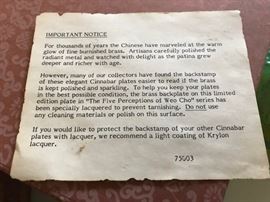 IMPORTANT NOTICE
For thousands of years the Chinese have marveled at the warm
glow of fine burnished brass. Artisans carefully polished the
radiant metal and watched with delight as the patina grew
deeper and richer with age.
However, many of our collectors have found the backstamp
of these elegant Cinnabar plates easier to read if the brass
is kept polished and sparkling. To help you keep your plates
in the best possible condition, the brass backplate on this limited
edition plate in "The Five Perceptions of Weo Cho" series has
been specially lacquered to prevent tarnishing. Do not use
any cleaning materials or polish on this surface.
If you would like to protect the backstamp of your other Cinnabar
plates with lacquer, we recommend a light coating of Krylon
lacquer.
75G03